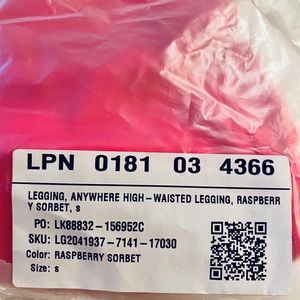 LPN 0181 03 4366
LEGGING, ANYWHERE HIGH-WAISTED LEGGING, RASPBERR
Y SORBET, s
PO: LK88832-156952C
SKU: LG2041937-7141-17030
Color: RASPBERRY SORBET
Size: s